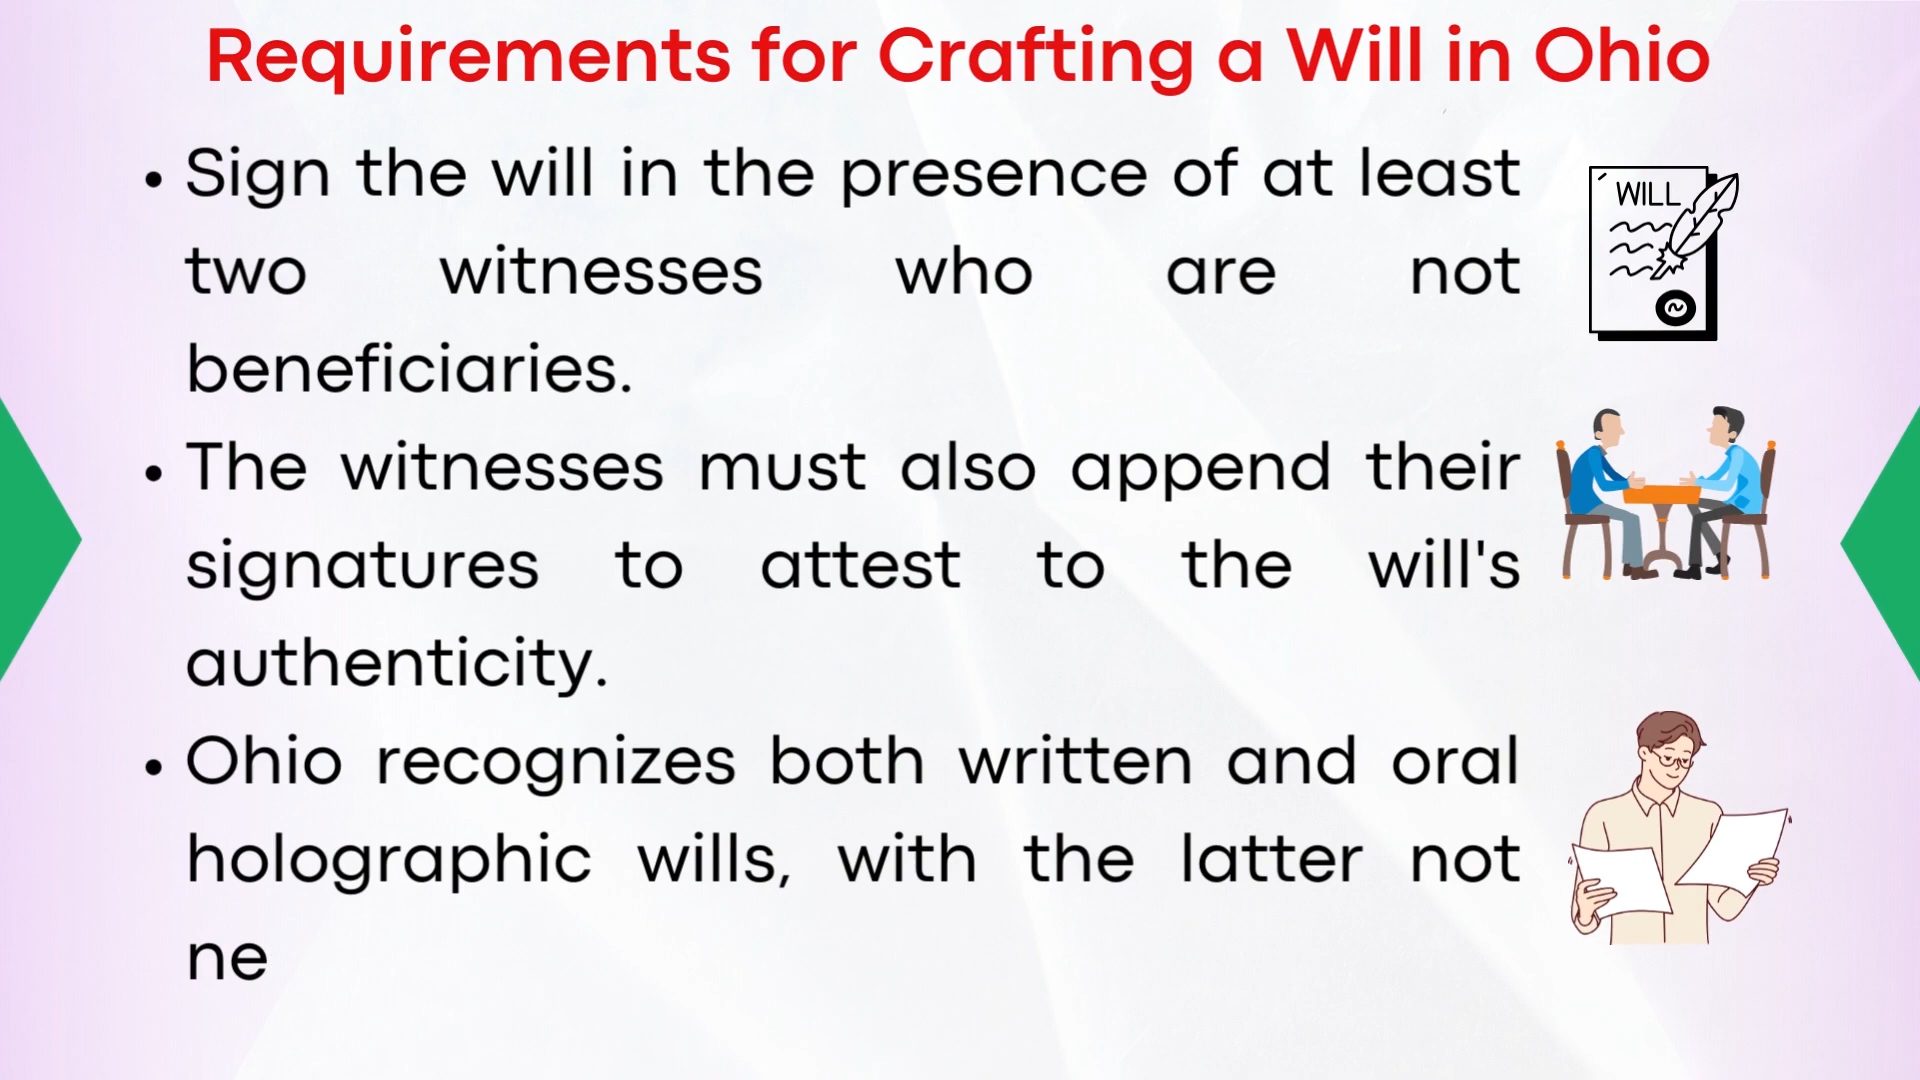 Requirements for Crafting a Will in Ohio
• Sign the will in the presence of at least
two witnesses who are not
beneficiaries.
WILL
• The witnesses must also append their
signatures to attest to the will's
authenticity.
• Ohio recognizes both written and oral
holographic wills, with the latter not
ne